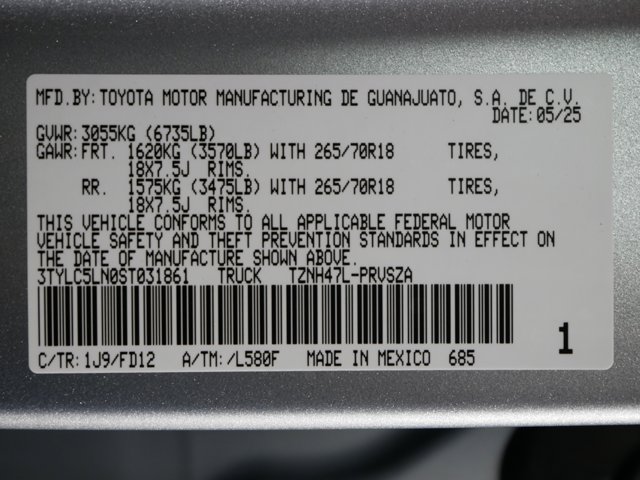 MFD.BY: TOYOTA MOTOR MANUFACTURING DE GUANAJUATO, S.A. DE C.V.
DATE: 05/25
GVWR: 3055KG (6735LB)
GAWR: FRT. 1620KG (3570LB) WITH 265/70R18 TIRES,
18X7.5J RIMS.
RR. 1575KG (3475LB) WITH 265/70R18 TIRES,
18X7.5J RIMS.
THIS VEHICLE CONFORMS TO ALL APPLICABLE FEDERAL MOTOR
VEHICLE SAFETY AND THEFT PREVENTION STANDARDS IN EFFECT ON
THE DATE OF MANUFACTURE SHOWN ABOVE.
3TYLC5LN0ST031861 TRUCK TZNH47L-PRVSZA
1
C/TR: 1J9/FD12 A/TM: /L580F MADE IN MEXICO 685